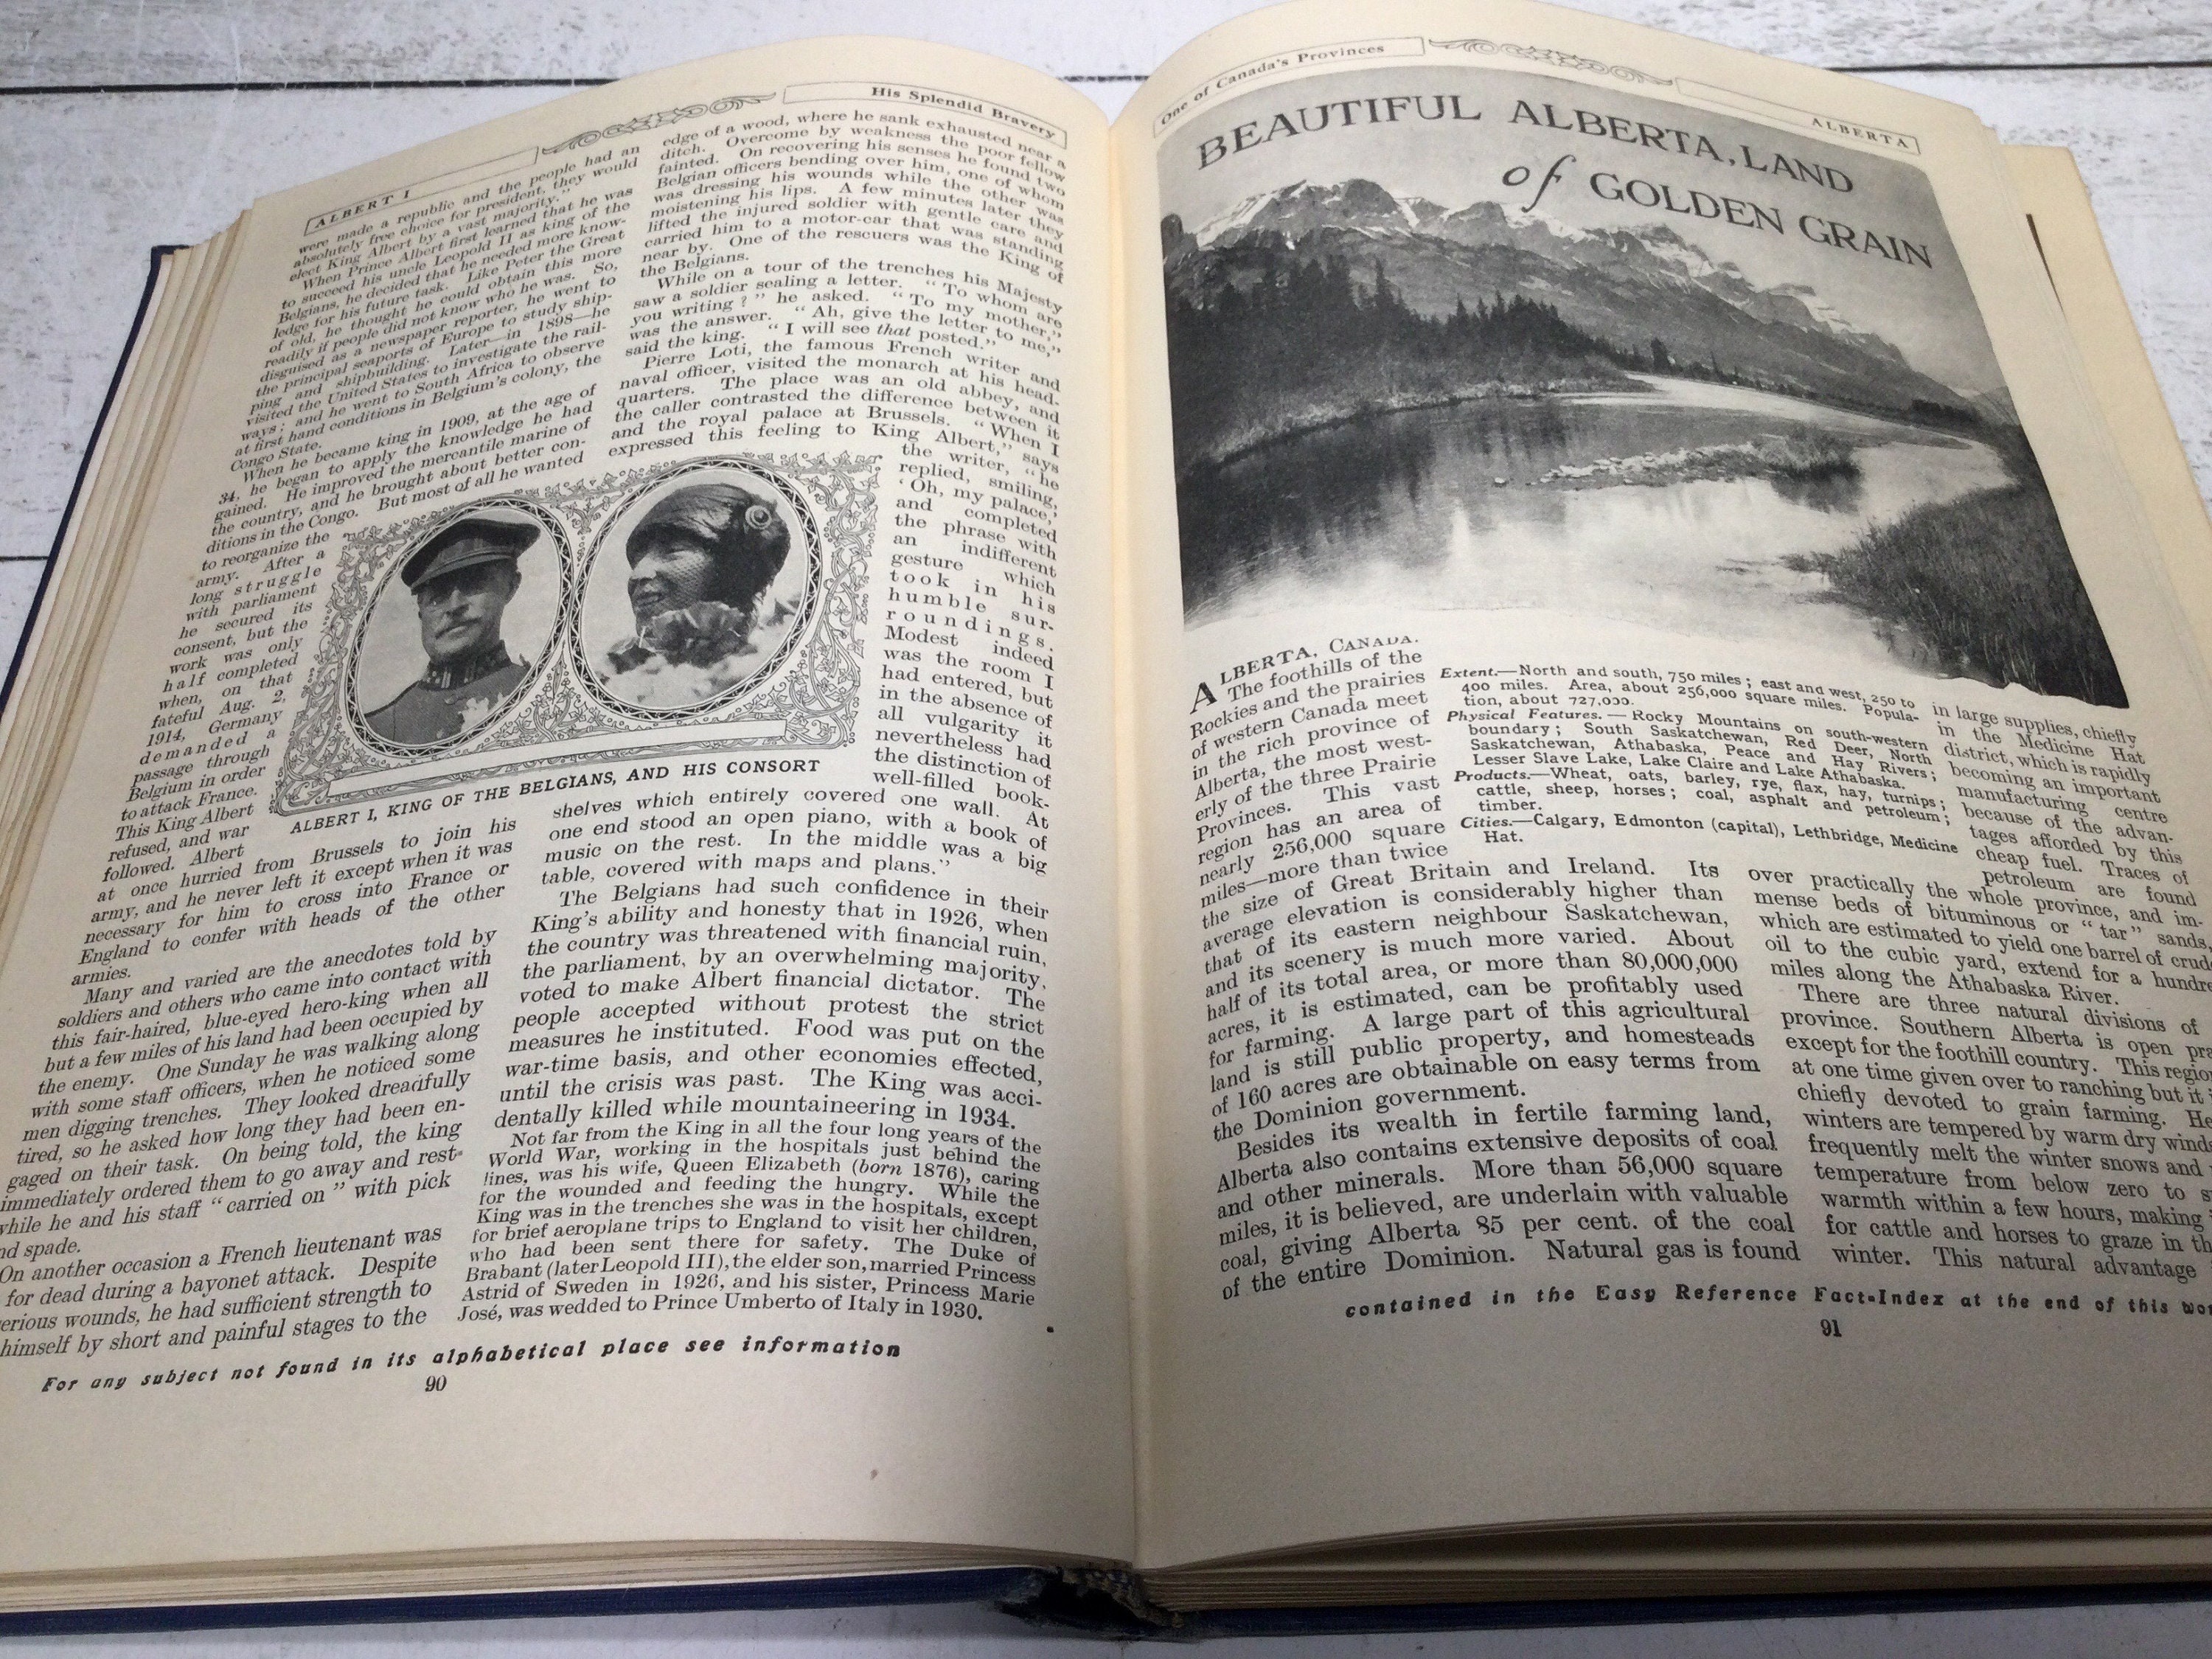 ALBERT I
His Splendid Bravery
were made a republic and the people had an
absolutely free choice for president, they would
elect King Albert by a vast majority.”
When Prince Albert first learned that he was
to succeed his uncle Leopold II as king of the
Belgians, he decided that he needed more know-
ledge for his future task. Like Peter the Great
of old, he thought he could obtain this more
readily if people did not know who he was. So,
disguised as a newspaper reporter, he went to
the principal seaports of Europe to study ship-
ping and shipbuilding. Later—in 1898—he
visited the United States to investigate the rail-
ways; and he went to South Africa to observe
at first hand conditions in Belgium's colony, the
Congo State.
When he became king in 1909, at the age of
34, he began to apply the knowledge he had
gained. He improved the mercantile marine of
the country, and he brought about better con-
ditions in the Congo. But most of all he wanted
to reorganize the
army. After a
long struggle
with parliament
he secured its
consent, but the
work was only
half completed
when, on that
fateful Aug. 2,
1914, Germany
demanded a
passage through
Belgium in order
to attack France.
This King Albert
refused, and war
followed. Albert
at once hurried from Brussels to join his
army, and he never left it except when it was
necessary for him to cross into France or
England to confer with heads of the other
armies.
Many and varied are the anecdotes told by
soldiers and others who came into contact with
this fair-haired, blue-eyed hero-king when all
but a few miles of his land had been occupied by
the enemy. One Sunday he was walking along
with some staff officers, when he noticed some
men digging trenches. They looked dreadfully
tired, so he asked how long they had been en-
gaged on their task. On being told, the king
immediately ordered them to go away and rest
while he and his staff “carried on” with pick
nd spade.
On another occasion a French lieutenant was
for dead during a bayonet attack. Despite
erious wounds, he had sufficient strength to
himself by short and painful stages to the
ALBERT I, KING OF THE BELGIANS, AND HIS CONSORT
edge of a wood, where he sank exhausted near a
ditch. Overcome by weakness the poor fellow
fainted. On recovering his senses he found two
Belgian officers bending over him, one of whom
was dressing his wounds while the other was
moistening his lips. A few minutes later they
lifted the injured soldier with gentle care and
carried him to a motor-car that was standing
near by. One of the rescuers was the King of
the Belgians.
While on a tour of the trenches his Majesty
saw a soldier sealing a letter. “To whom are
you writing?” he asked. “To my mother,”
was the answer. “Ah, give the letter to me,”
said the king. “I will see that posted.”
Pierre Loti, the famous French writer and
naval officer, visited the monarch at his head-
quarters. The place was an old abbey, and
the caller contrasted the difference between it
and the royal palace at Brussels. “When I
expressed this feeling to King Albert,” says
the writer, “he
replied, smiling,
‘Oh, my palace,’
and completed
the phrase with
an indifferent
gesture which
took in his
humble sur-
roundings.
Modest indeed
was the room I
had entered, but
in the absence of
all vulgarity it
nevertheless had
the distinction of
well-filled book-
shelves which entirely covered one wall. At
one end stood an open piano, with a book of
music on the rest. In the middle was a big
table, covered with maps and plans.”
The Belgians had such confidence in their
King's ability and honesty that in 1926, when
the country was threatened with financial ruin,
the parliament, by an overwhelming majority,
voted to make Albert financial dictator. The
people accepted without protest the strict
measures he instituted. Food was put on the
war-time basis, and other economies effected,
until the crisis was past. The King was acci-
dentally killed while mountaineering in 1934.
Not far from the King in all the four long years of the
World War, working in the hospitals just behind the
lines, was his wife, Queen Elizabeth (born 1876), caring
for the wounded and feeding the hungry. While the
King was in the trenches she was in the hospitals, except
for brief aeroplane trips to England to visit her children,
who had been sent there for safety. The Duke of
Brabant (later Leopold III), the elder son, married Princess
Astrid of Sweden in 1926, and his sister, Princess Marie
José, was wedded to Prince Umberto of Italy in 1930.
For any subject not found in its alphabetical place see information
90
One of Canada's Provinces
ALBERTA
BEAUTIFUL ALBERTA, LAND
of GOLDEN GRAIN
ALBERTA, CANADA.
The foothills of the
Rockies and the prairies
of western Canada meet
in the rich province of
Alberta, the most west-
erly of the three Prairie
Provinces. This vast
region has an area of
nearly 256,000 square
miles—more than twice
the size of Great Britain and Ireland. Its
average elevation is considerably higher than
that of its eastern neighbour Saskatchewan,
and its scenery is much more varied. About
half of its total area, or more than 80,000,000
acres, it is estimated, can be profitably used
for farming. A large part of this agricultural
land is still public property, and homesteads
of 160 acres are obtainable on easy terms from
the Dominion government.
Besides its wealth in fertile farming land,
Alberta also contains extensive deposits of coal
and other minerals. More than 56,000 square
miles, it is believed, are underlain with valuable
coal, giving Alberta 85 per cent. of the coal
of the entire Dominion. Natural gas is found
Extent.—North and south, 750 miles; east and west, 250 to
400 miles. Area, about 256,000 square miles. Popula-
tion, about 727,000.
Physical Features.—Rocky Mountains on south-western
boundary; South Saskatchewan, Red Deer, North
Saskatchewan, Athabaska, Peace and Hay Rivers;
Lesser Slave Lake, Lake Claire and Lake Athabaska.
Products.—Wheat, oats, barley, rye, flax, hay, turnips;
cattle, sheep, horses; coal, asphalt and petroleum;
timber.
Cities.—Calgary, Edmonton (capital), Lethbridge, Medicine
Hat.
in large supplies, chiefly
in the Medicine Hat
district, which is rapidly
becoming an important
manufacturing centre
because of the advan-
tages afforded by this
cheap fuel. Traces of
petroleum are found
over practically the whole province, and im-
mense beds of bituminous or “tar” sands,
which are estimated to yield one barrel of crude
oil to the cubic yard, extend for a hundre
miles along the Athabaska River.
There are three natural divisions of
province. Southern Alberta is open pra
except for the foothill country. This regio
at one time given over to ranching but it i
chiefly devoted to grain farming. He
winters are tempered by warm dry wind
frequently melt the winter snows and
temperature from below zero to s
warmth within a few hours, making
for cattle and horses to graze in th
winter. This natural advantage
contained in the Easy Reference Fact-Index at the end of this wor
91